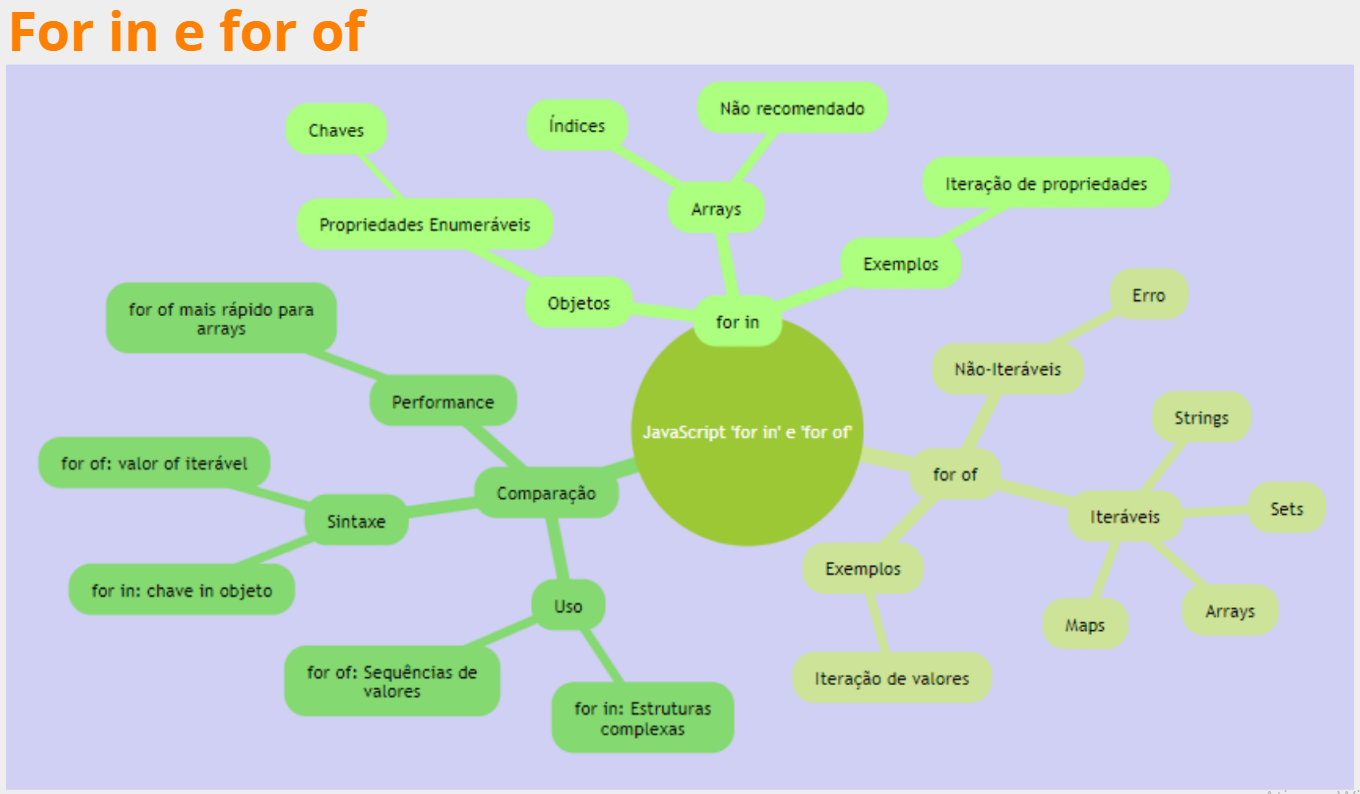 For in e for of
Chaves
Índices
Não recomendado
Iteração de propriedades
Propriedades Enumeráveis
Arrays
Exemplos
Objetos
for in
Erro
for of mais rápido para
arrays
Não-Iteráveis
Performance
Strings
JavaScript 'for in' e 'for of'
for of: valor of iterável
for of
Comparação
Sets
Iteráveis
Sintaxe
Exemplos
for in: chave in objeto
Uso
Arrays
Maps
for of: Sequências de
valores
Iteração de valores
for in: Estruturas
complexas